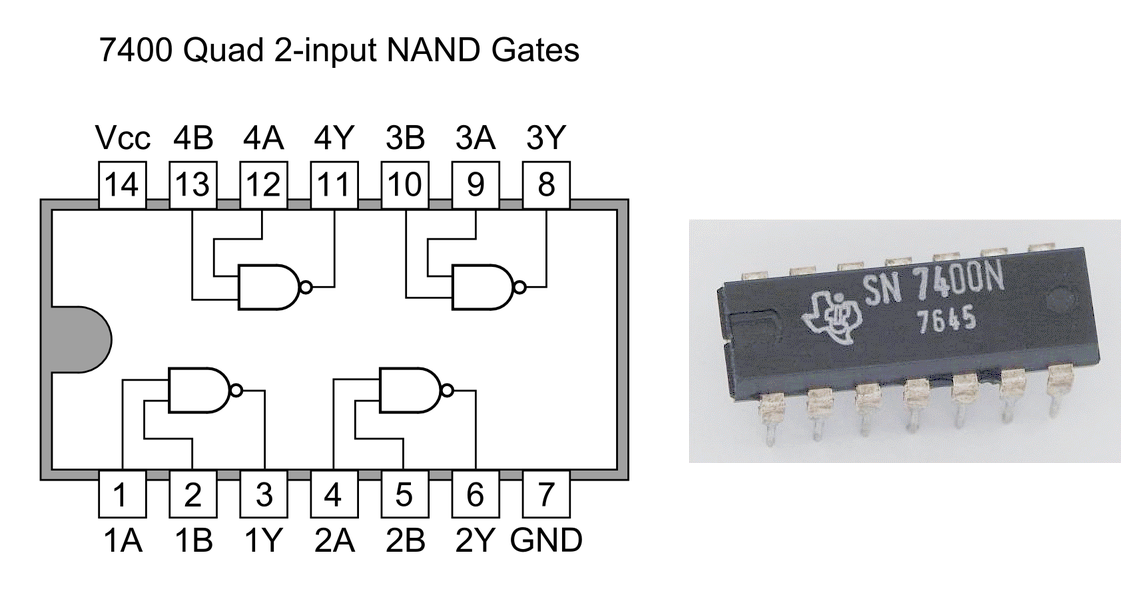 7400 Quad 2-input NAND Gates
Vcc 4B 4A 4Y 3B 3A 3Y
14 13 12 11 10 9 8
1 2 3 4 5 6 7
1A 1B 1Y 2A 2B 2Y GND
SN 7400N
7645